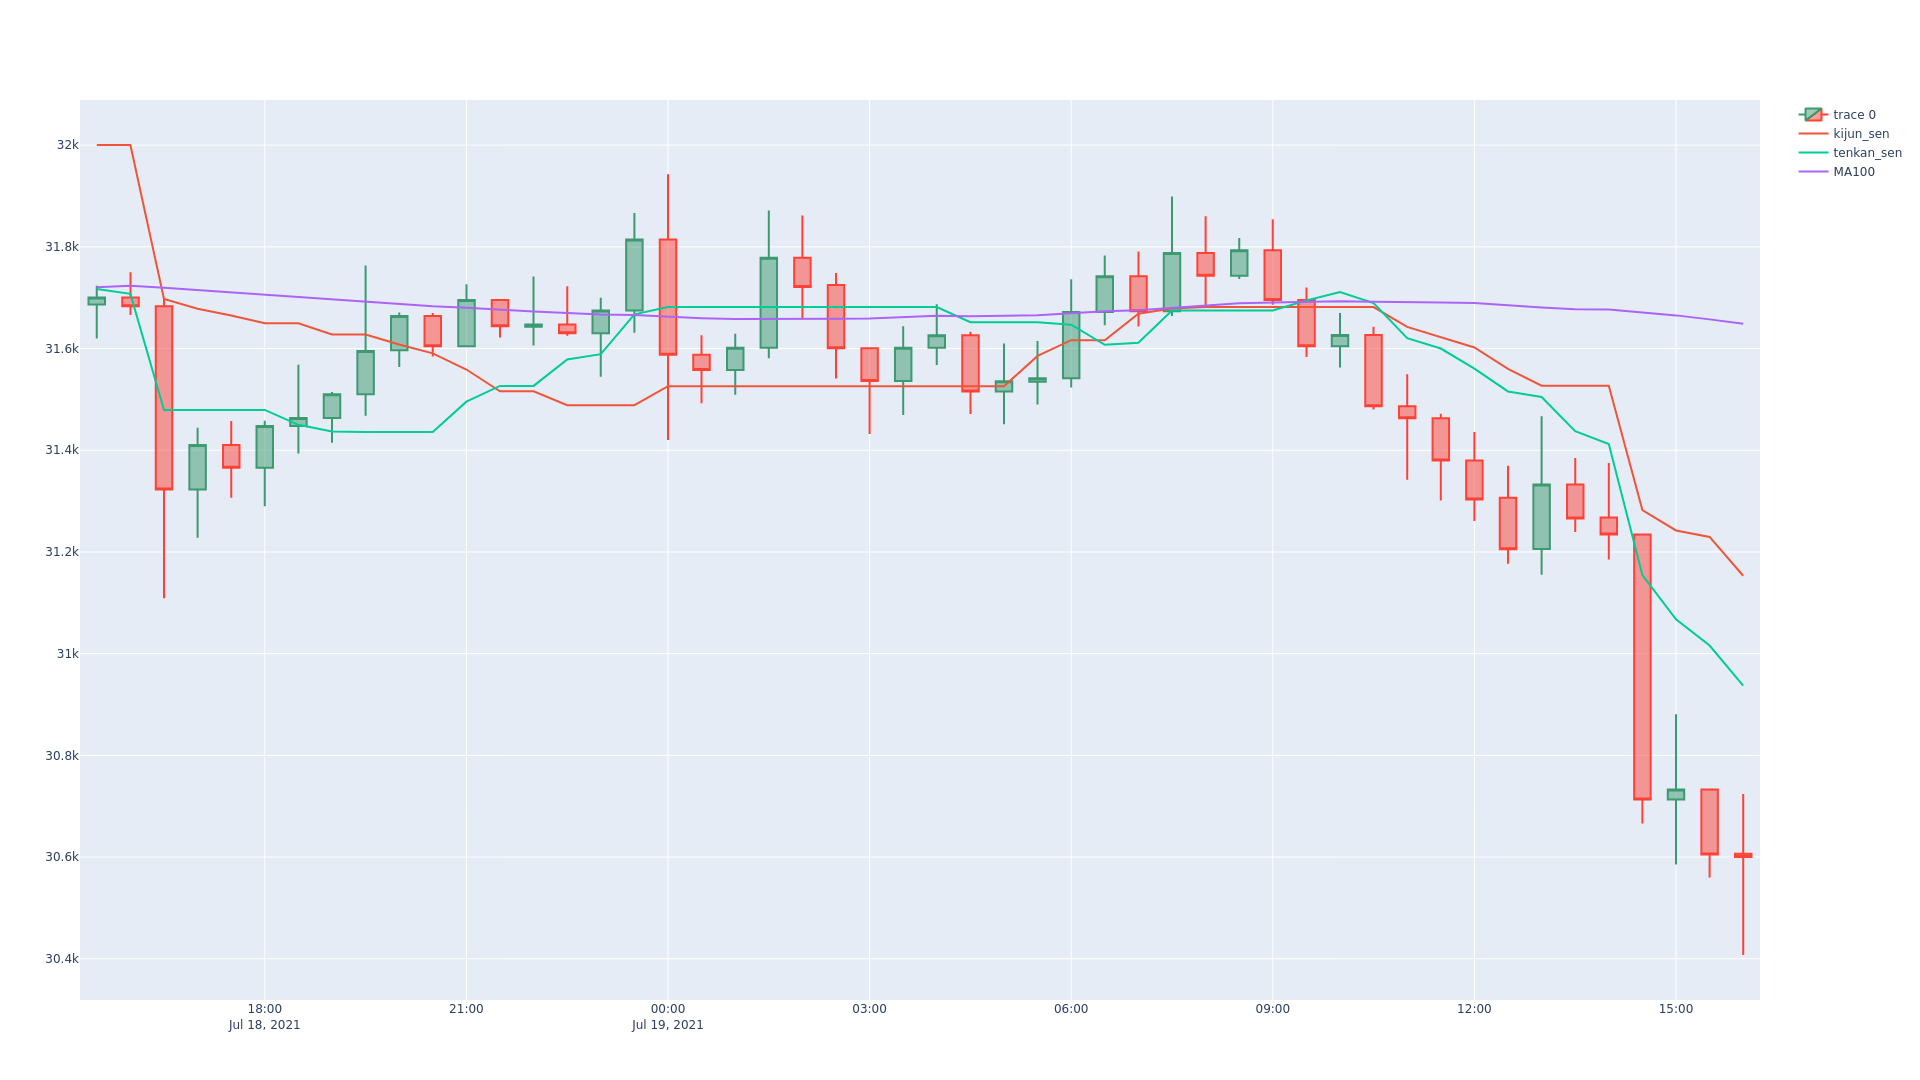 32k
31.8k
31.6k
31.4k
31.2k
31k
30.8k
30.6k
30.4k
18:00 21:00 00:00 03:00 06:00 09:00 12:00 15:00
Jul 18, 2021 Jul 19, 2021
trace 0
kijun_sen
tenkan_sen
MA100